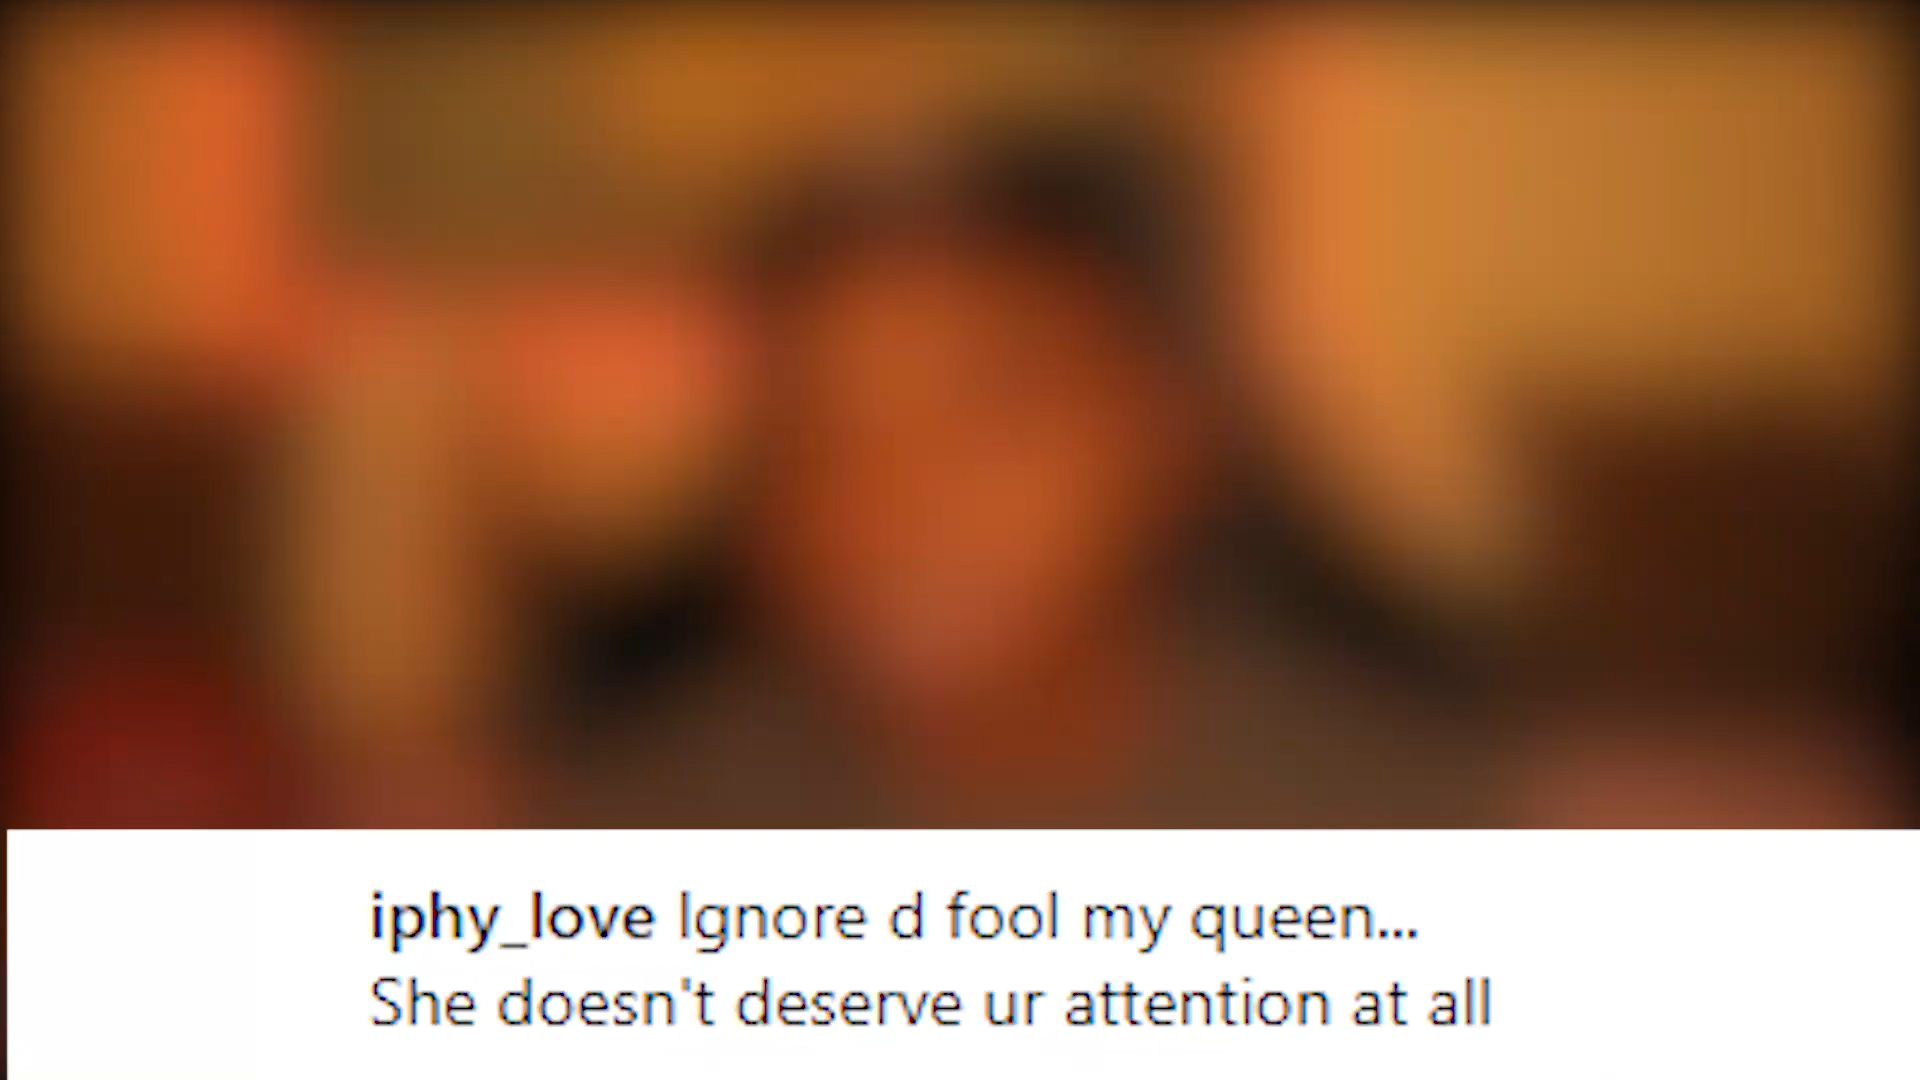 iphy_love Ignore d fool my queen...
She doesn't deserve ur attention at all